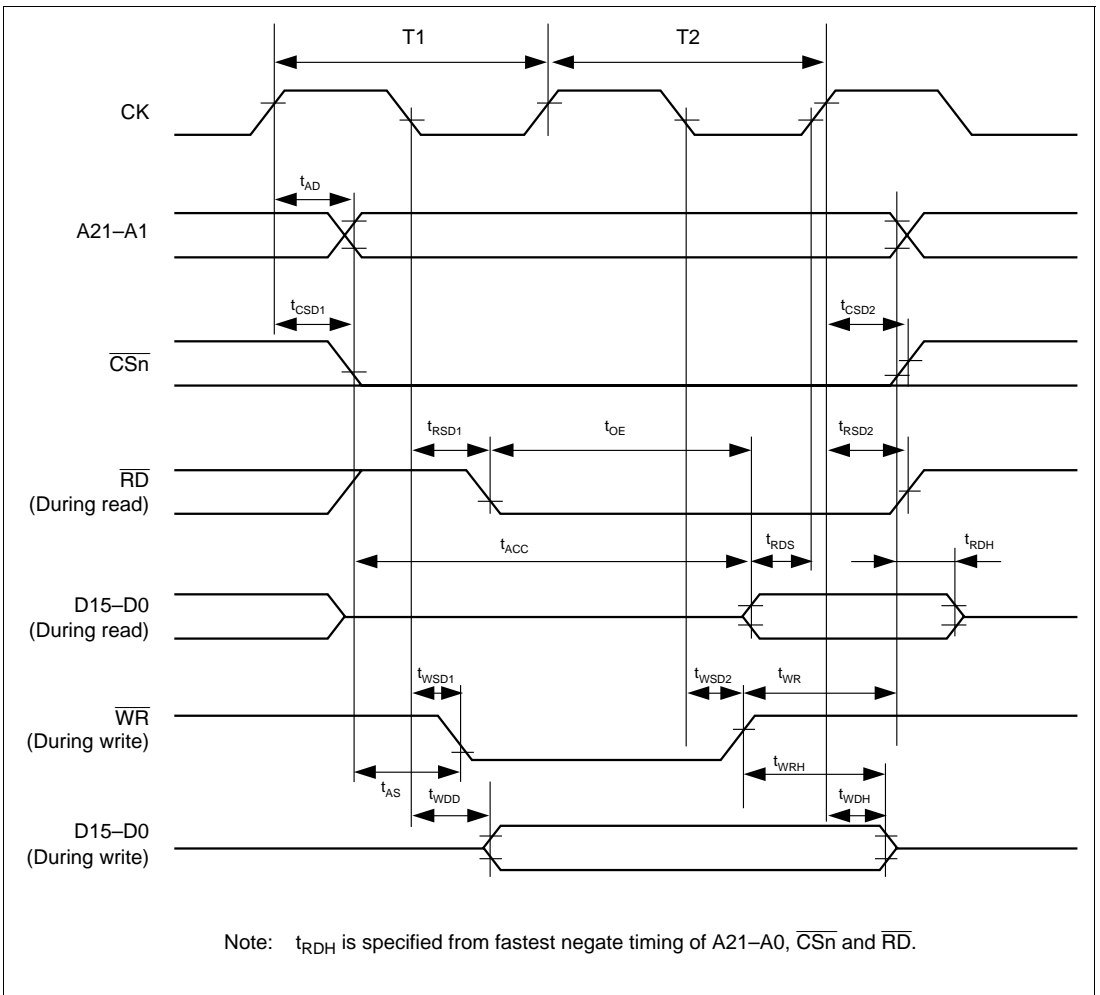 T1 T2
CK
tAD
A21–A1
tCSD1 tCSD2
CSn
tRSD1 tOE tRSD2
RD
(During read)
tACC tRDS tRDH
D15–D0
(During read)
tWSD1 tWSD2 tWR
WR
(During write)
tWRH
tAS tWDD tWDH
D15–D0
(During write)
Note: tRDH is specified from fastest negate timing of A21–A0, CSn and RD.